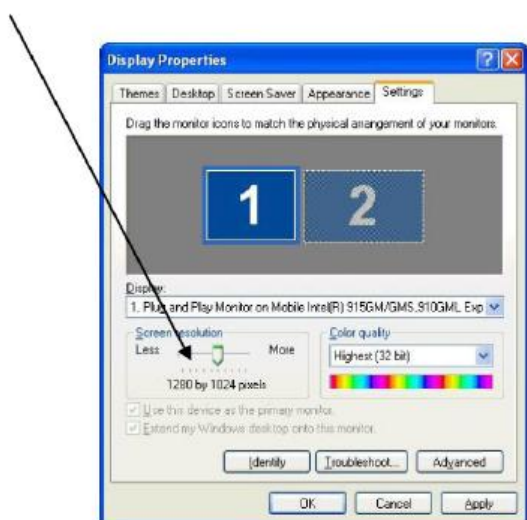 Display Properties
Themes Desktop Screen Saver Appearance Settings
Drag the monitor icons to match the physical arrangement of your monitors.
1 2
Display:
1. Plug and Play Monitor on Mobile Intel(R) 915GM/GMS,910GML Exp
Screen resolution Color quality
Less More Highest (32 bit)
1280 by 1024 pixels
Use this device as the primary monitor.
Extend my Windows desktop onto this monitor.
Identify Troubleshoot... Advanced
OK Cancel Apply